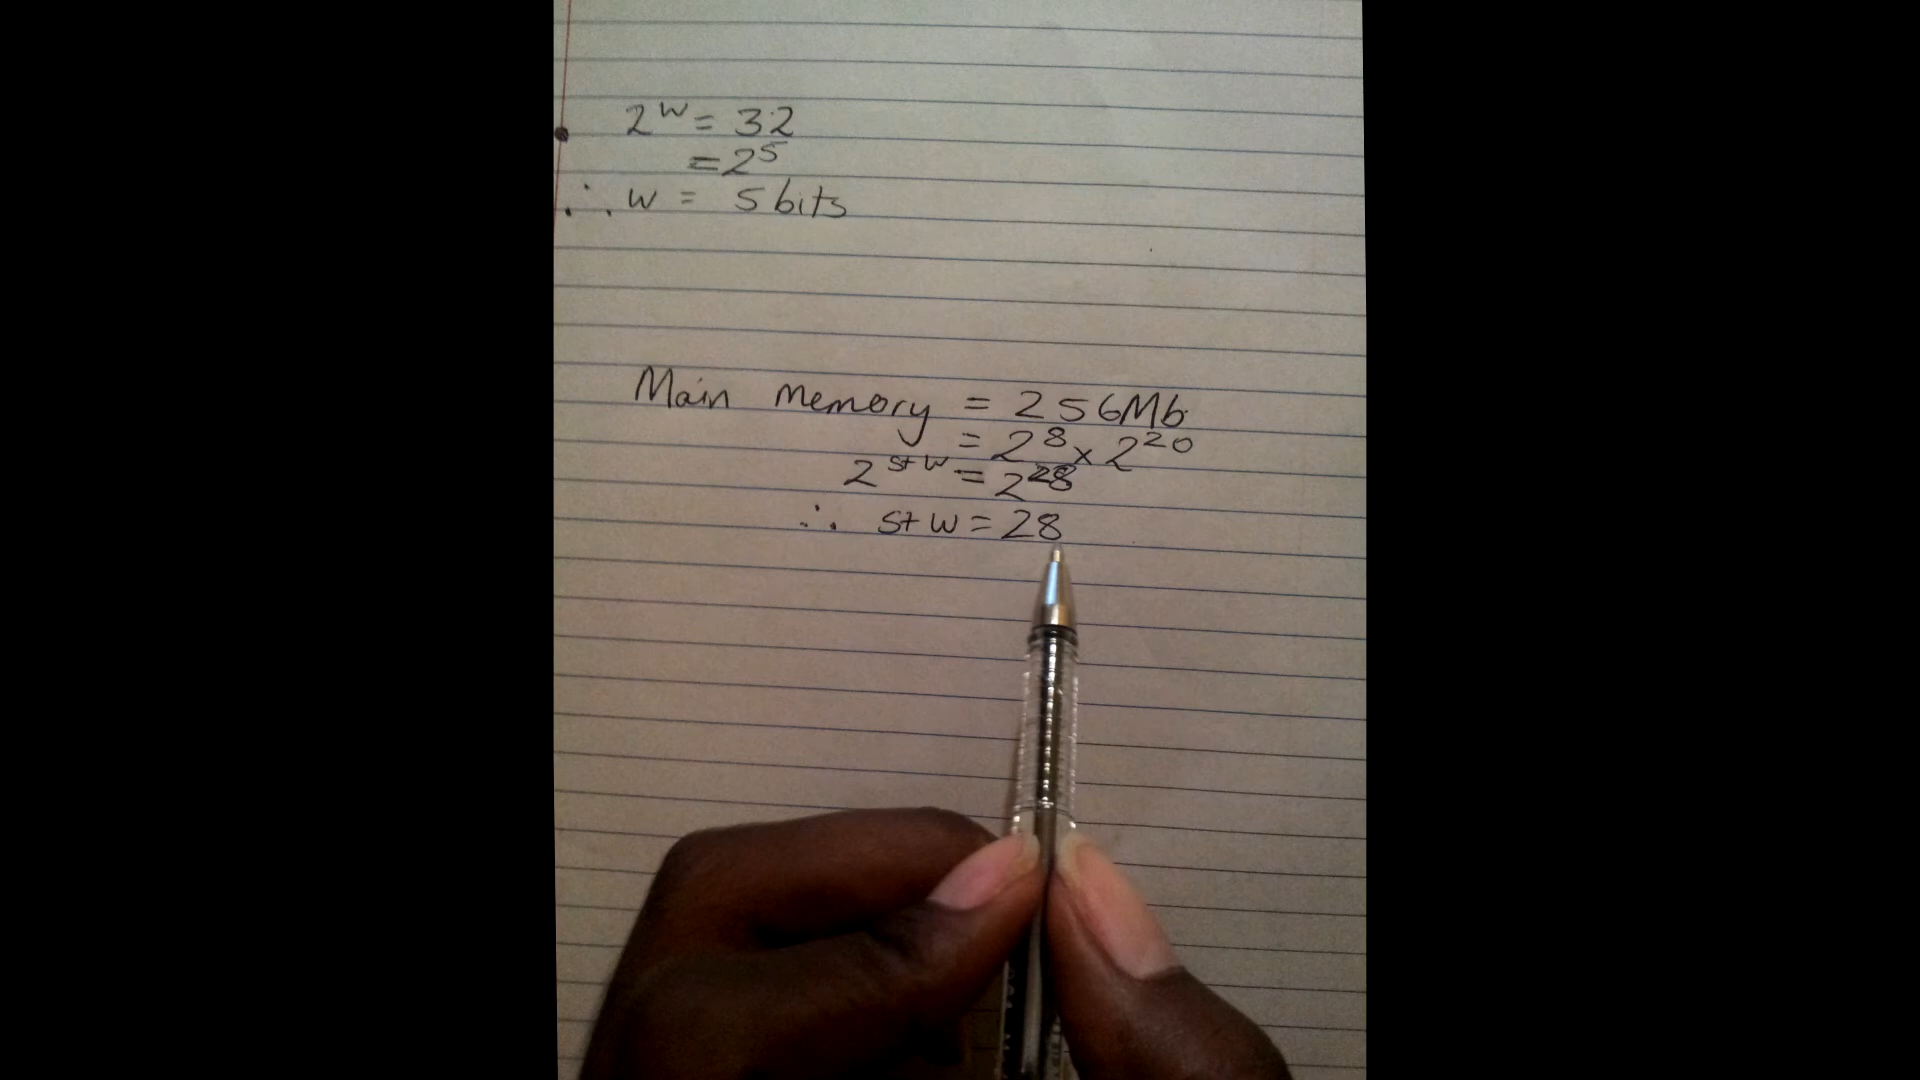 2^w = 32
= 2^5
∴ w = 5 bits
Main memory = 256Mb
= 2^8 x 2^20
2^s+w = 2^28
∴ s+w = 28